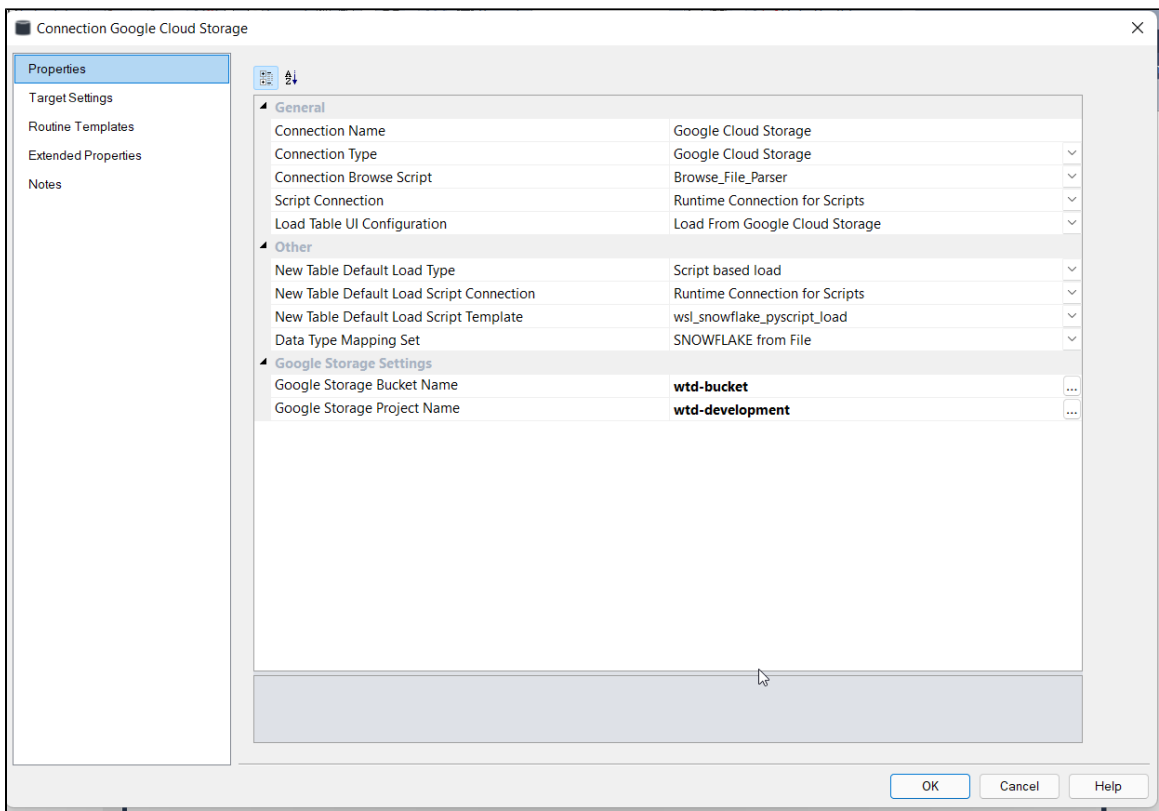 Connection Google Cloud Storage
Properties
Target Settings
Routine Templates
Extended Properties
Notes
General
Connection Name Google Cloud Storage
Connection Type Google Cloud Storage
Connection Browse Script Browse_File_Parser
Script Connection Runtime Connection for Scripts
Load Table UI Configuration Load From Google Cloud Storage
Other
New Table Default Load Type Script based load
New Table Default Load Script Connection Runtime Connection for Scripts
New Table Default Load Script Template wsl_snowflake_pyscript_load
Data Type Mapping Set SNOWFLAKE from File
Google Storage Settings
Google Storage Bucket Name wtd-bucket ...
Google Storage Project Name wtd-development ...
OK Cancel Help